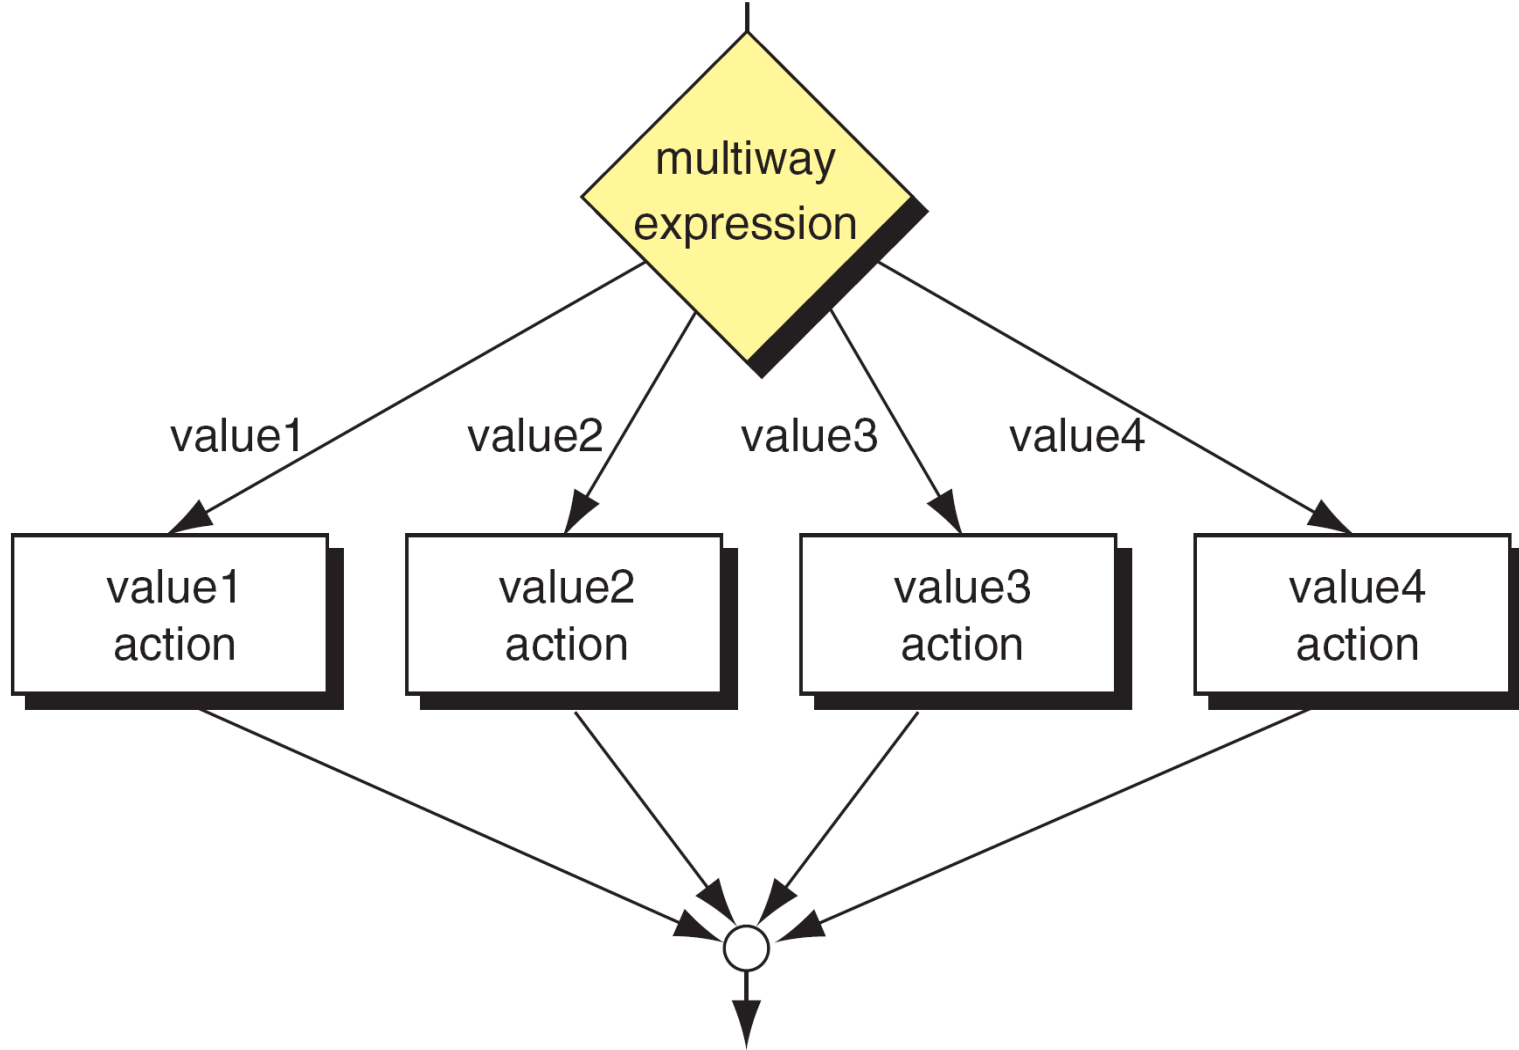 multiway
expression
value1
value2
value3
value4
value1
action
value2
action
value3
action
value4
action